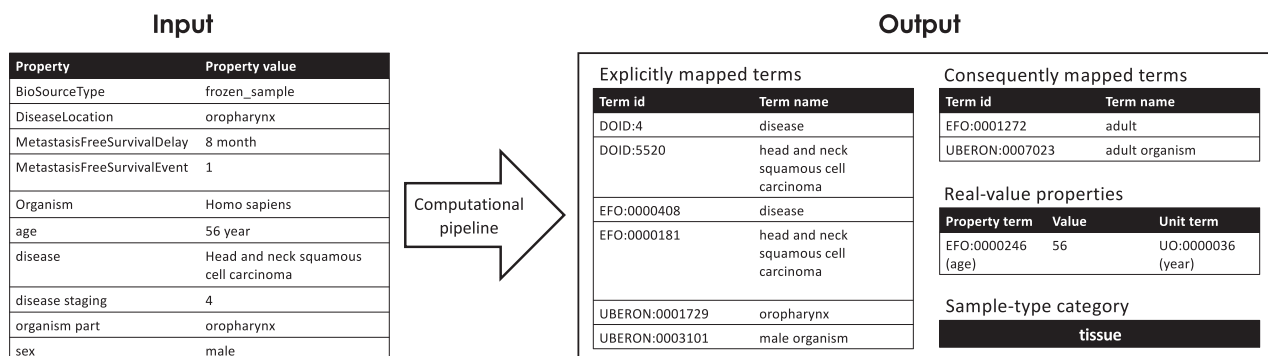 Input
Property Property value
BioSourceType frozen_sample
DiseaseLocation oropharynx
MetastasisFreeSurvivalDelay 8 month
MetastasisFreeSurvivalEvent 1
Organism Homo sapiens
age 56 year
disease Head and neck squamous
cell carcinoma
disease staging 4
organism part oropharynx
sex male
Computational
pipeline
Output
Explicitly mapped terms
Term id Term name
DOID:4 disease
DOID:5520 head and neck
squamous cell
carcinoma
EFO:0000408 disease
EFO:0000181 head and neck
squamous cell
carcinoma
UBERON:0001729 oropharynx
UBERON:0003101 male organism
Consequently mapped terms
Term id Term name
EFO:0001272 adult
UBERON:0007023 adult organism
Real-value properties
Property term Value Unit term
EFO:0000246 56 UO:0000036
(age) (year)
Sample-type category
tissue